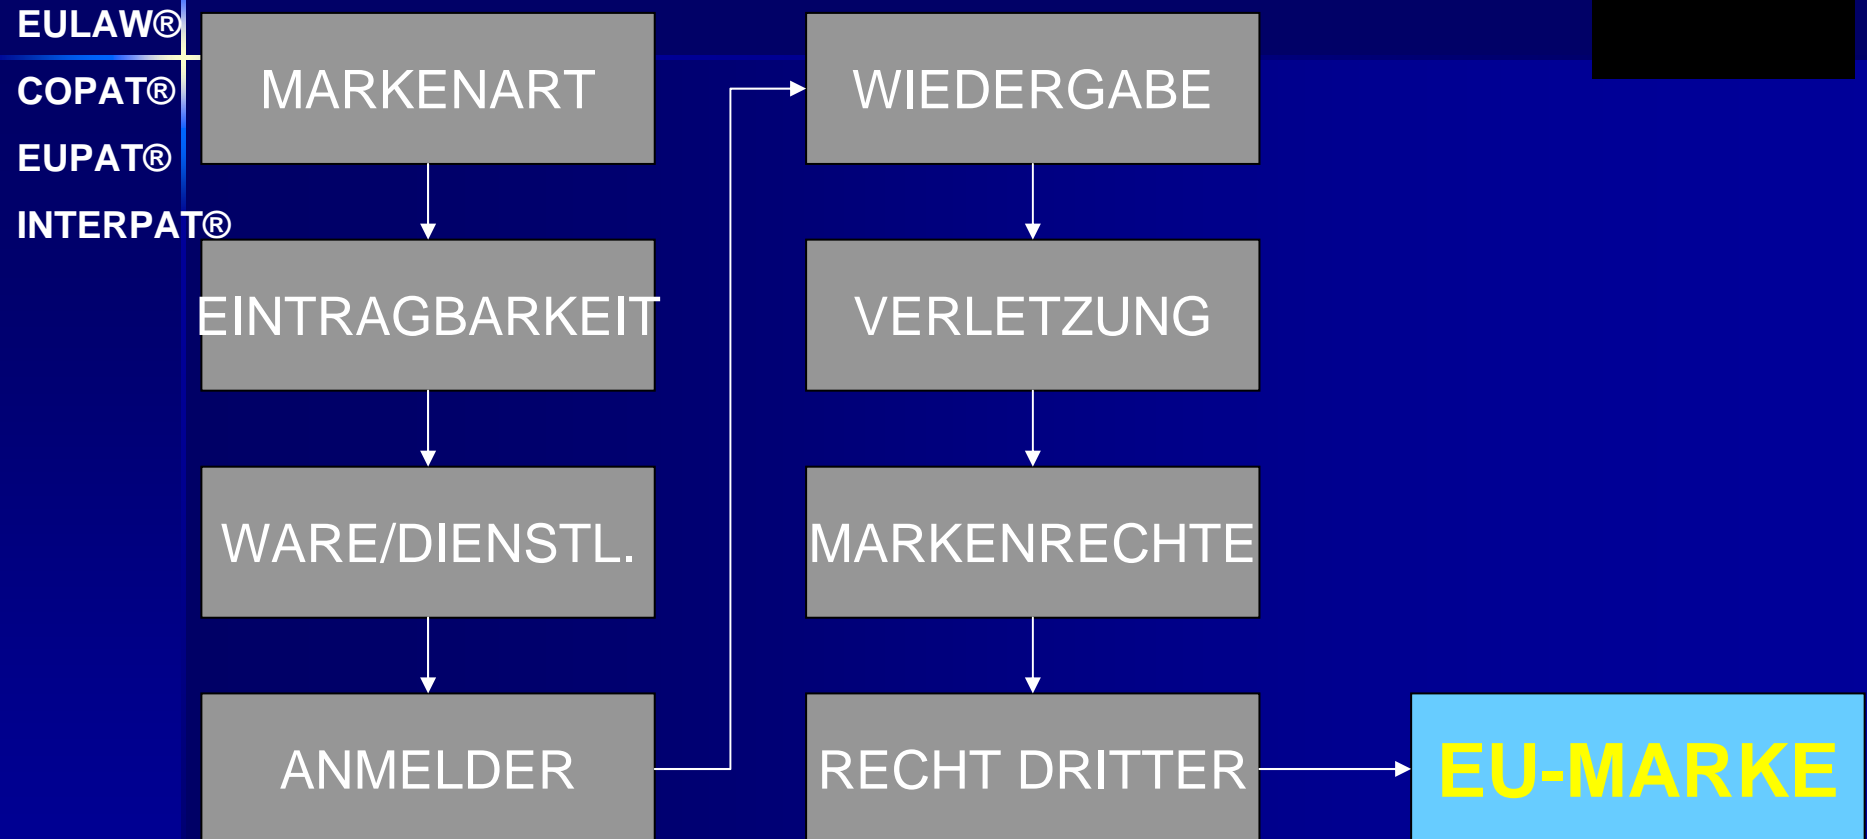 EULAW®
COPAT®
EUPAT®
INTERPAT®
MARKENART
EINTRAGBARKEIT
WARE/DIENSTL.
ANMELDER
WIEDERGABE
VERLETZUNG
MARKENRECHTE
RECHT DRITTER
EU-MARKE